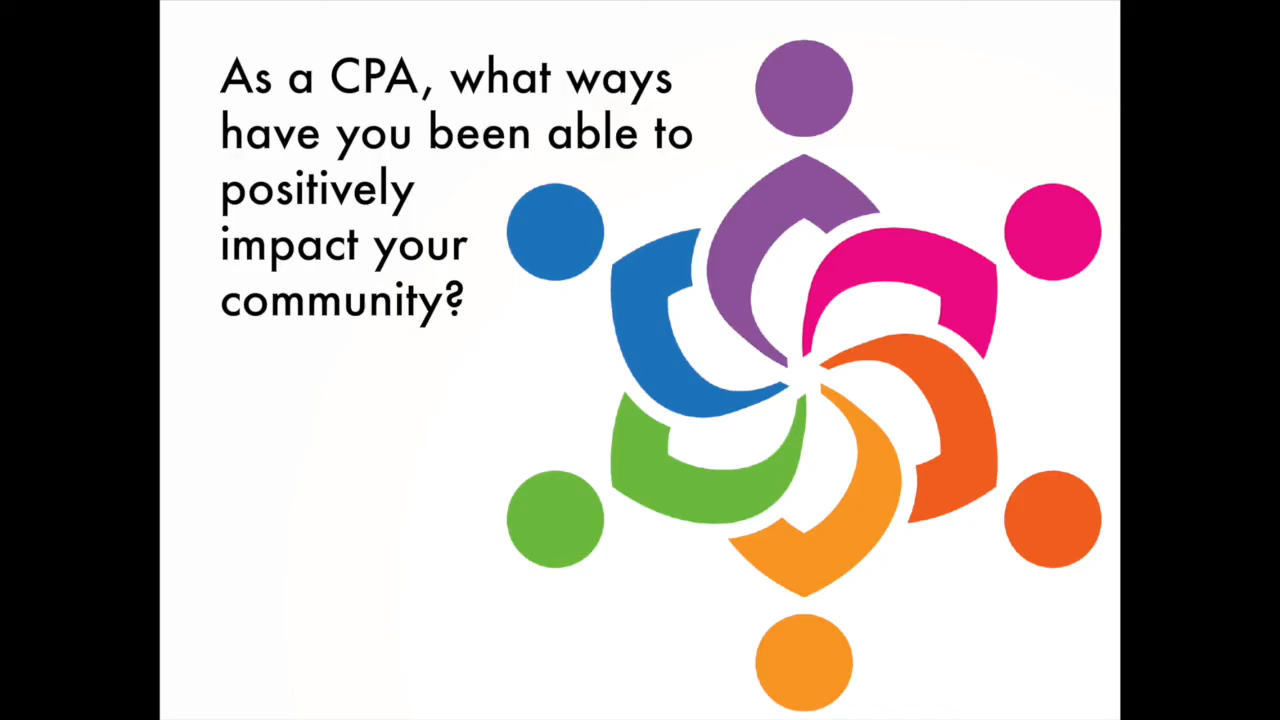 As a CPA, what ways
have you been able to
positively
impact your
community?